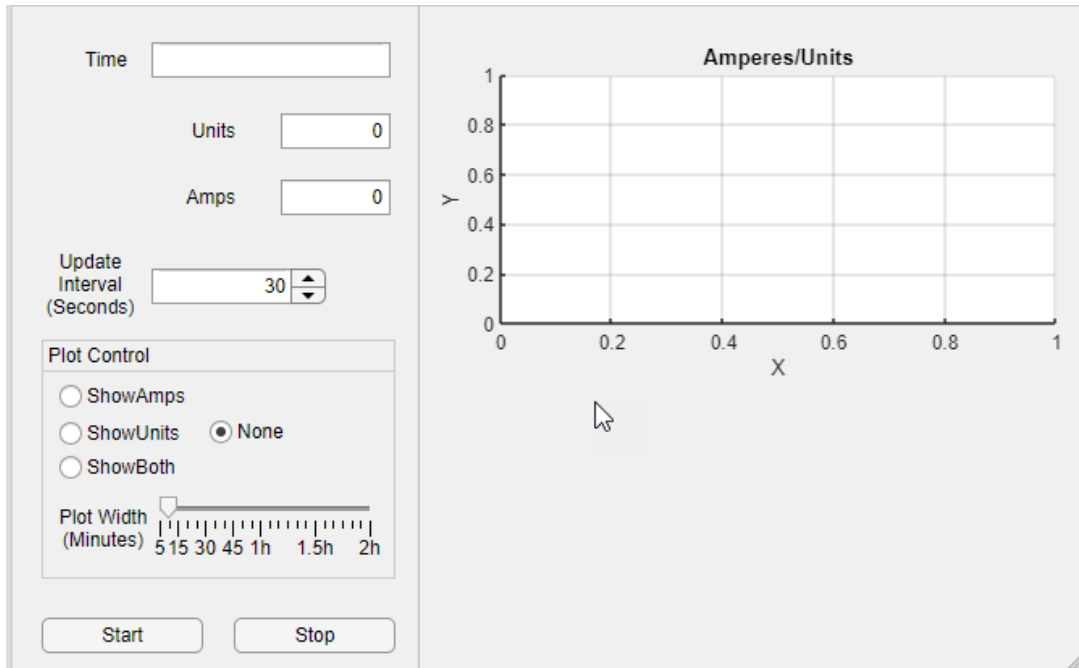 Time
Units 0
Amps 0
Update
Interval
(Seconds)
30
Plot Control
ShowAmps
ShowUnits None
ShowBoth
Plot Width
(Minutes)
5 15 30 45 1h 1.5h 2h
Start Stop
Amperes/Units
1
0.8
0.6
0.4
0.2
0
Y
0 0.2 0.4 0.6 0.8 1
X